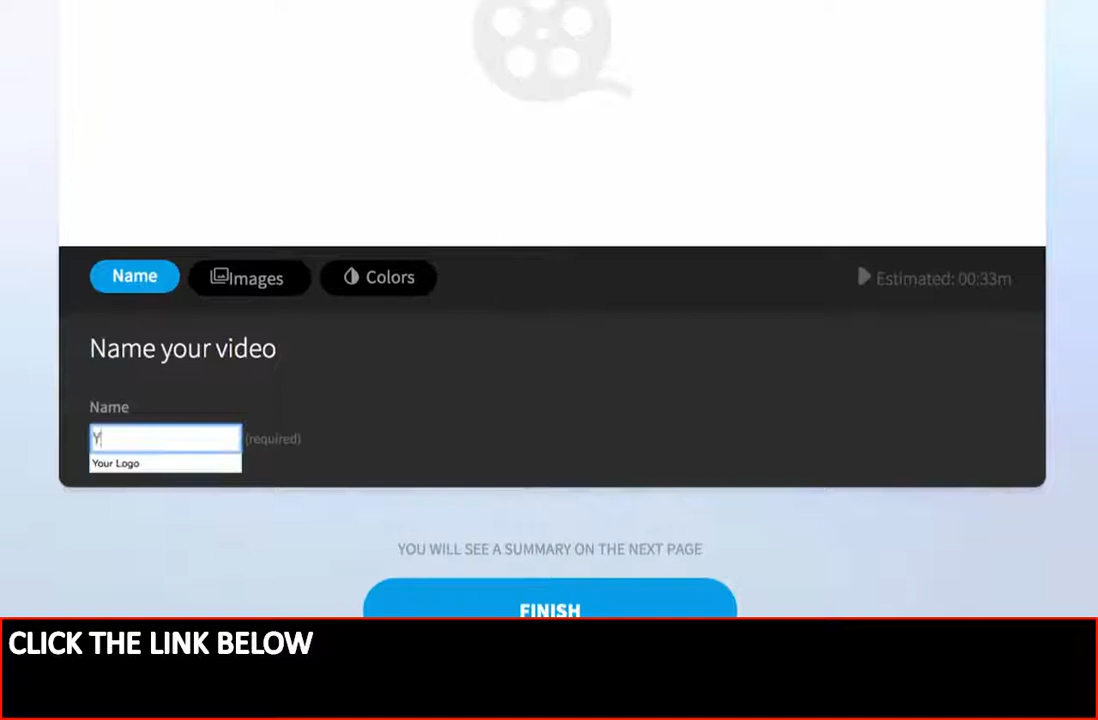 Name
Images
Colors
Estimated: 00:33m
Name your video
Name
Y
(required)
Your Logo
YOU WILL SEE A SUMMARY ON THE NEXT PAGE
FINISH
CLICK THE LINK BELOW